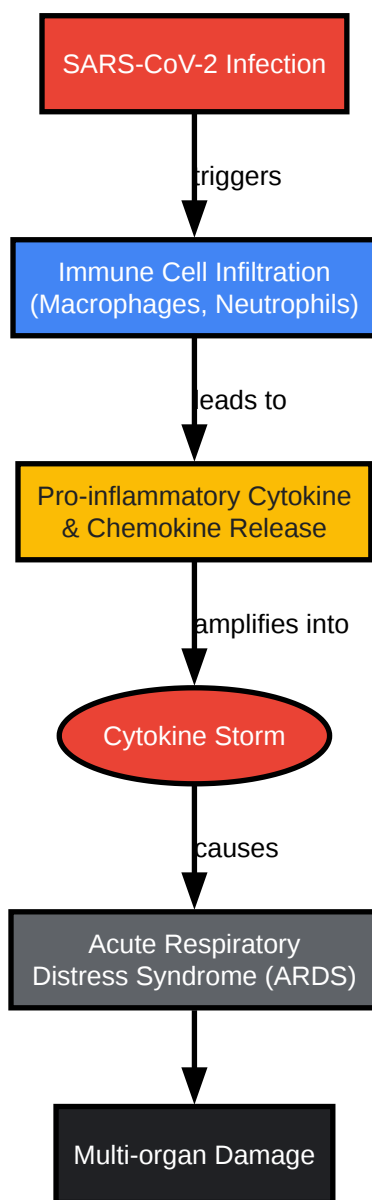 SARS-CoV-2 Infection
triggers
Immune Cell Infiltration
(Macrophages, Neutrophils)
leads to
Pro-inflammatory Cytokine
& Chemokine Release
amplifies into
Cytokine Storm
causes
Acute Respiratory
Distress Syndrome (ARDS)
Multi-organ Damage